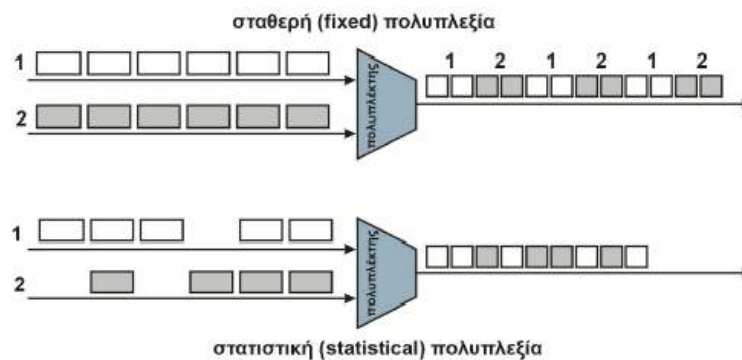 σταθερή (fixed) πολυπλεξία
1 2 1 2 1 2
1
πολυπλέκτης
2
1
πολυπλέκτης
2
στατιστική (statistical) πολυπλεξία